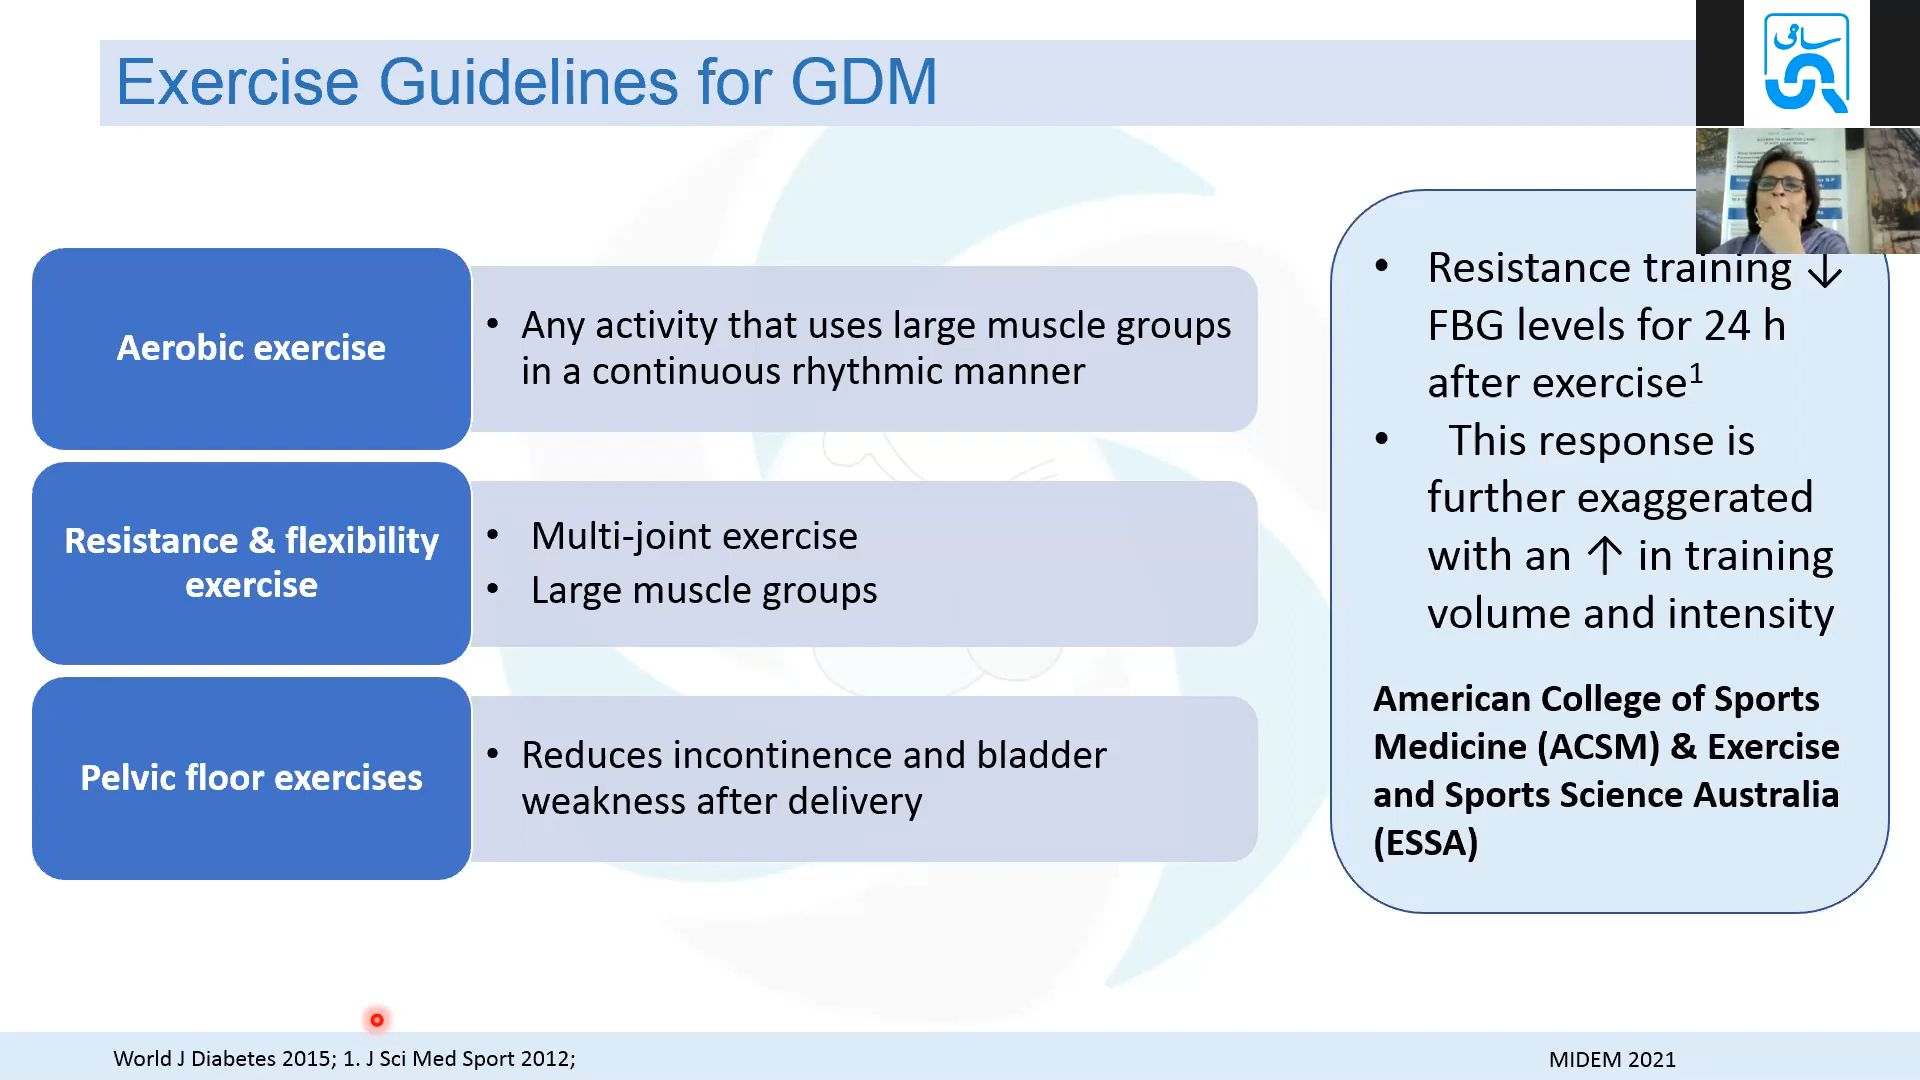 Exercise Guidelines for GDM
ساقی
Aerobic exercise
• Any activity that uses large muscle groups
in a continuous rhythmic manner
Resistance & flexibility
exercise
• Multi-joint exercise
• Large muscle groups
Pelvic floor exercises
• Reduces incontinence and bladder
weakness after delivery
• Resistance training ↓
FBG levels for 24 h
after exercise¹
• This response is
further exaggerated
with an ↑ in training
volume and intensity
American College of Sports
Medicine (ACSM) & Exercise
and Sports Science Australia
(ESSA)
World J Diabetes 2015; 1. J Sci Med Sport 2012;
MIDEM 2021